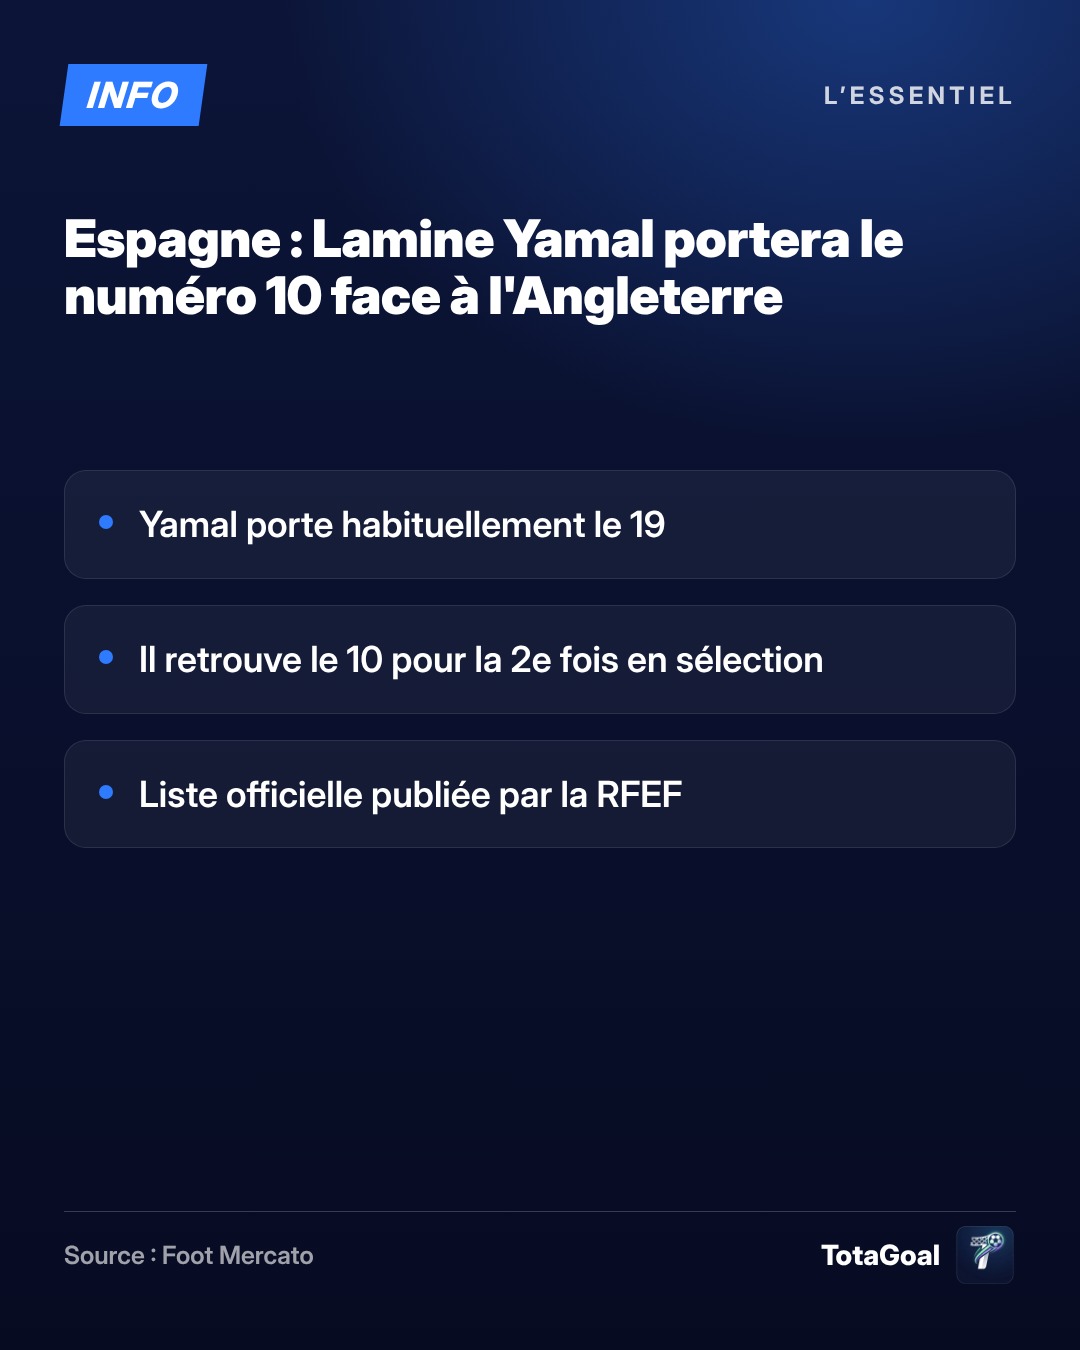 INFO
L'ESSENTIEL
Espagne : Lamine Yamal portera le
numéro 10 face à l'Angleterre
Yamal porte habituellement le 19
Il retrouve le 10 pour la 2e fois en sélection
Liste officielle publiée par la RFEF
Source : Foot Mercato
TotaGoal